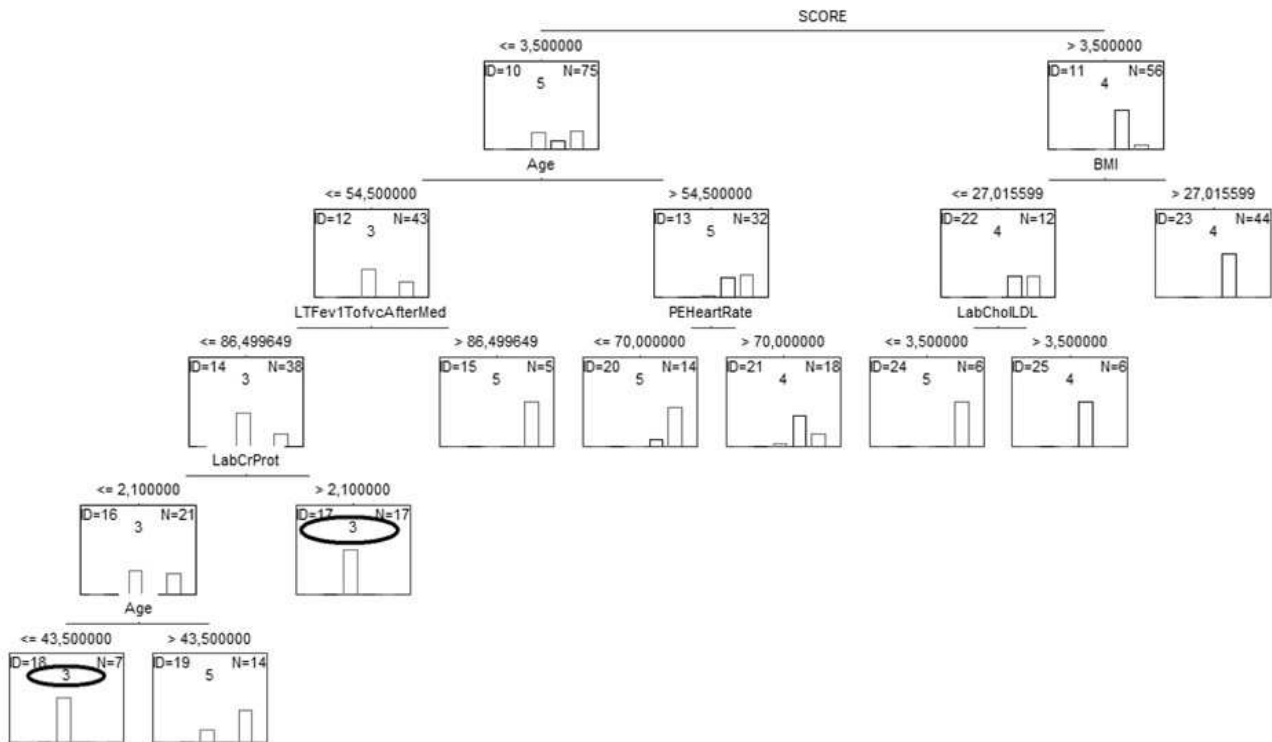 SCORE
<= 3,500000 > 3,500000
ID=10 N=75 ID=11 N=56
5 4
Age BMI
<= 54,500000 > 54,500000 <= 27,015599 > 27,015599
ID=12 N=43 ID=13 N=32 ID=22 N=12 ID=23 N=44
3 5 4 4
LTFev1TofvcAfterMed PEHeartRate LabCholLDL
<= 86,499649 > 86,499649 <= 70,000000 > 70,000000 <= 3,500000 > 3,500000
ID=14 N=38 ID=15 N=5 ID=20 N=14 ID=21 N=18 ID=24 N=6 ID=25 N=6
3 5 5 4 5 4
LabCrProt
<= 2,100000 > 2,100000
ID=16 N=21 ID=17 N=17
3 3
Age
<= 43,500000 > 43,500000
ID=18 N=7 ID=19 N=14
3 5